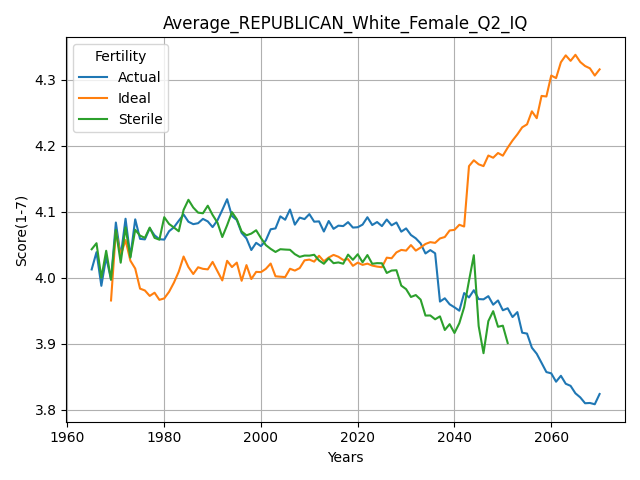 Average_REPUBLICAN_White_Female_Q2_IQ
Fertility
Actual
Ideal
Sterile
Score(1-7)
4.3
4.2
4.1
4.0
3.9
3.8
1960
1980
2000
2020
2040
2060
Years